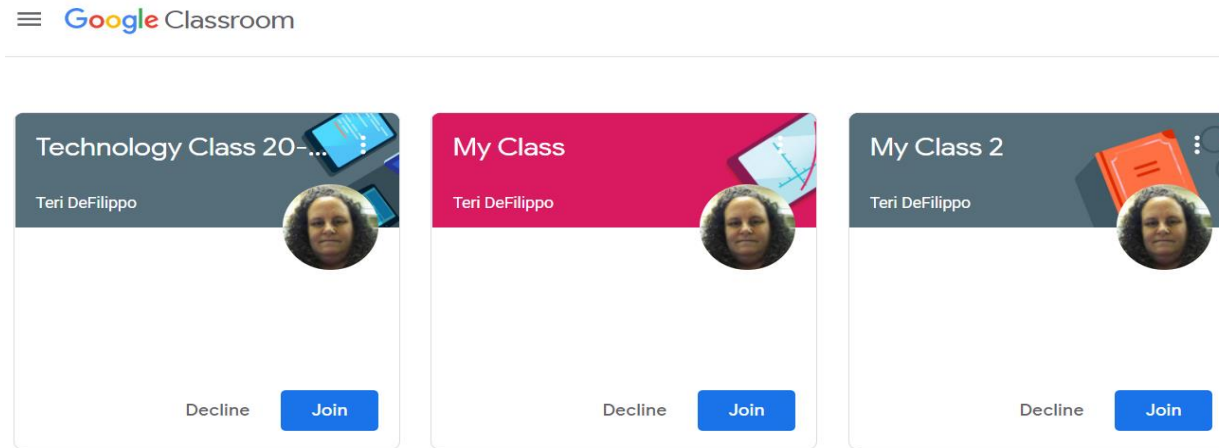 Google Classroom
Technology Class 20-...
Teri DeFilippo
Decline Join
My Class
Teri DeFilippo
Decline Join
My Class 2
Teri DeFilippo
Decline Join